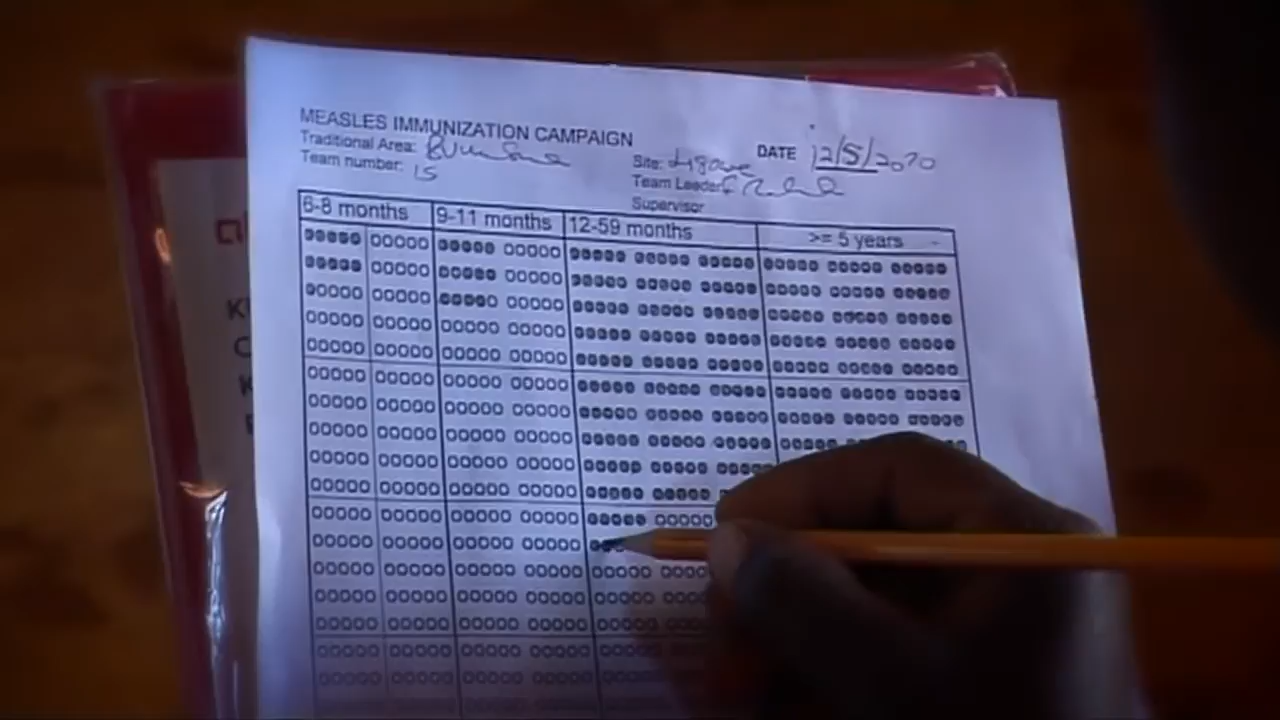 MEASLES IMMUNIZATION CAMPAIGN
Traditional Area:
Team number: 15
Site:
DATE 12/5/2010
Team Leader
Supervisor
6-8 months 9-11 months 12-59 months >= 5 years